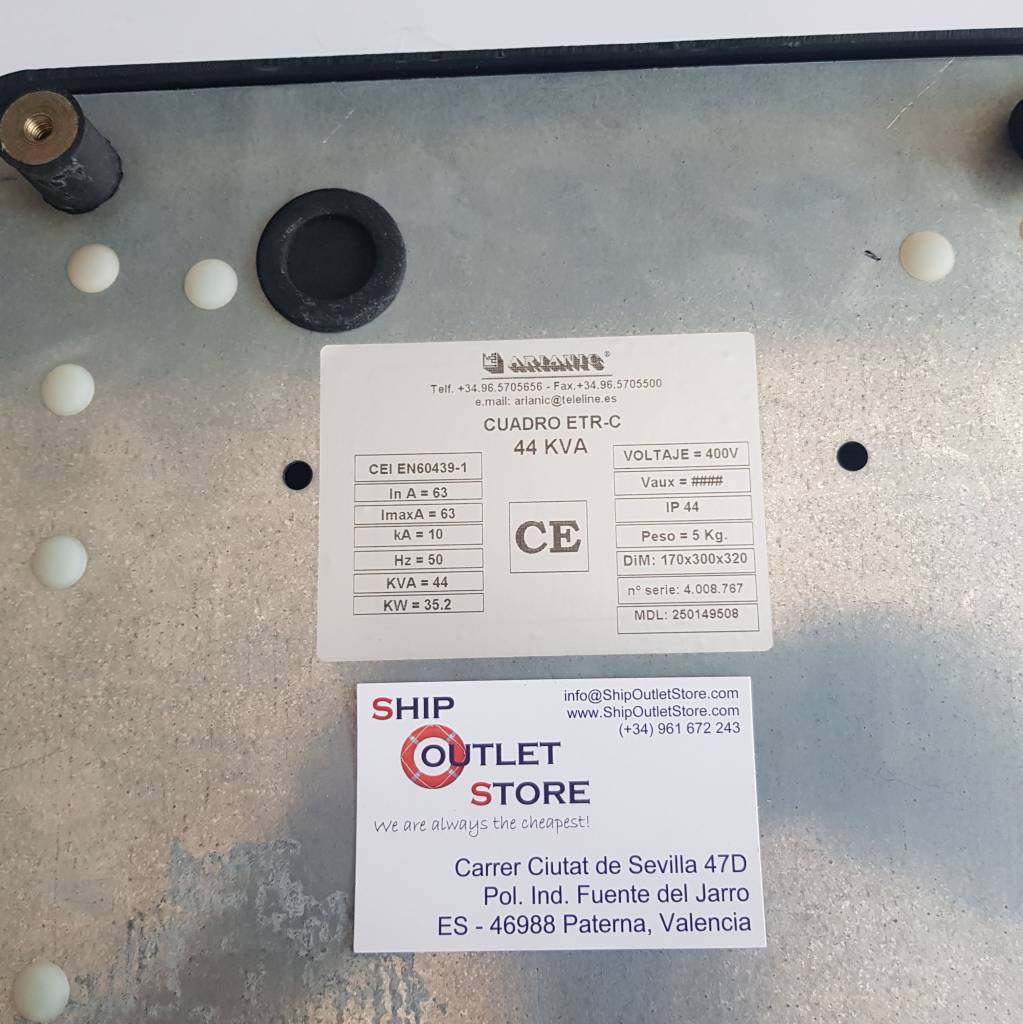 ARIANIC®
Telf. +34.96.5705656 - Fax.+34.96.5705500
e.mail: arianic@teleline.es
CUADRO ETR-C
44 KVA
CEI EN60439-1
In A = 63
ImaxA = 63
kA = 10
Hz = 50
KVA = 44
KW = 35.2
CE
VOLTAJE = 400V
Vaux = ####
IP 44
Peso = 5 Kg.
DiM: 170x300x320
nº serie: 4.008.767
MDL: 250149508
SHIP
OUTLET
STORE
We are always the cheapest!
info@ShipOutletStore.com
www.ShipOutletStore.com
(+34) 961 672 243
Carrer Ciutat de Sevilla 47D
Pol. Ind. Fuente del Jarro
ES - 46988 Paterna, Valencia